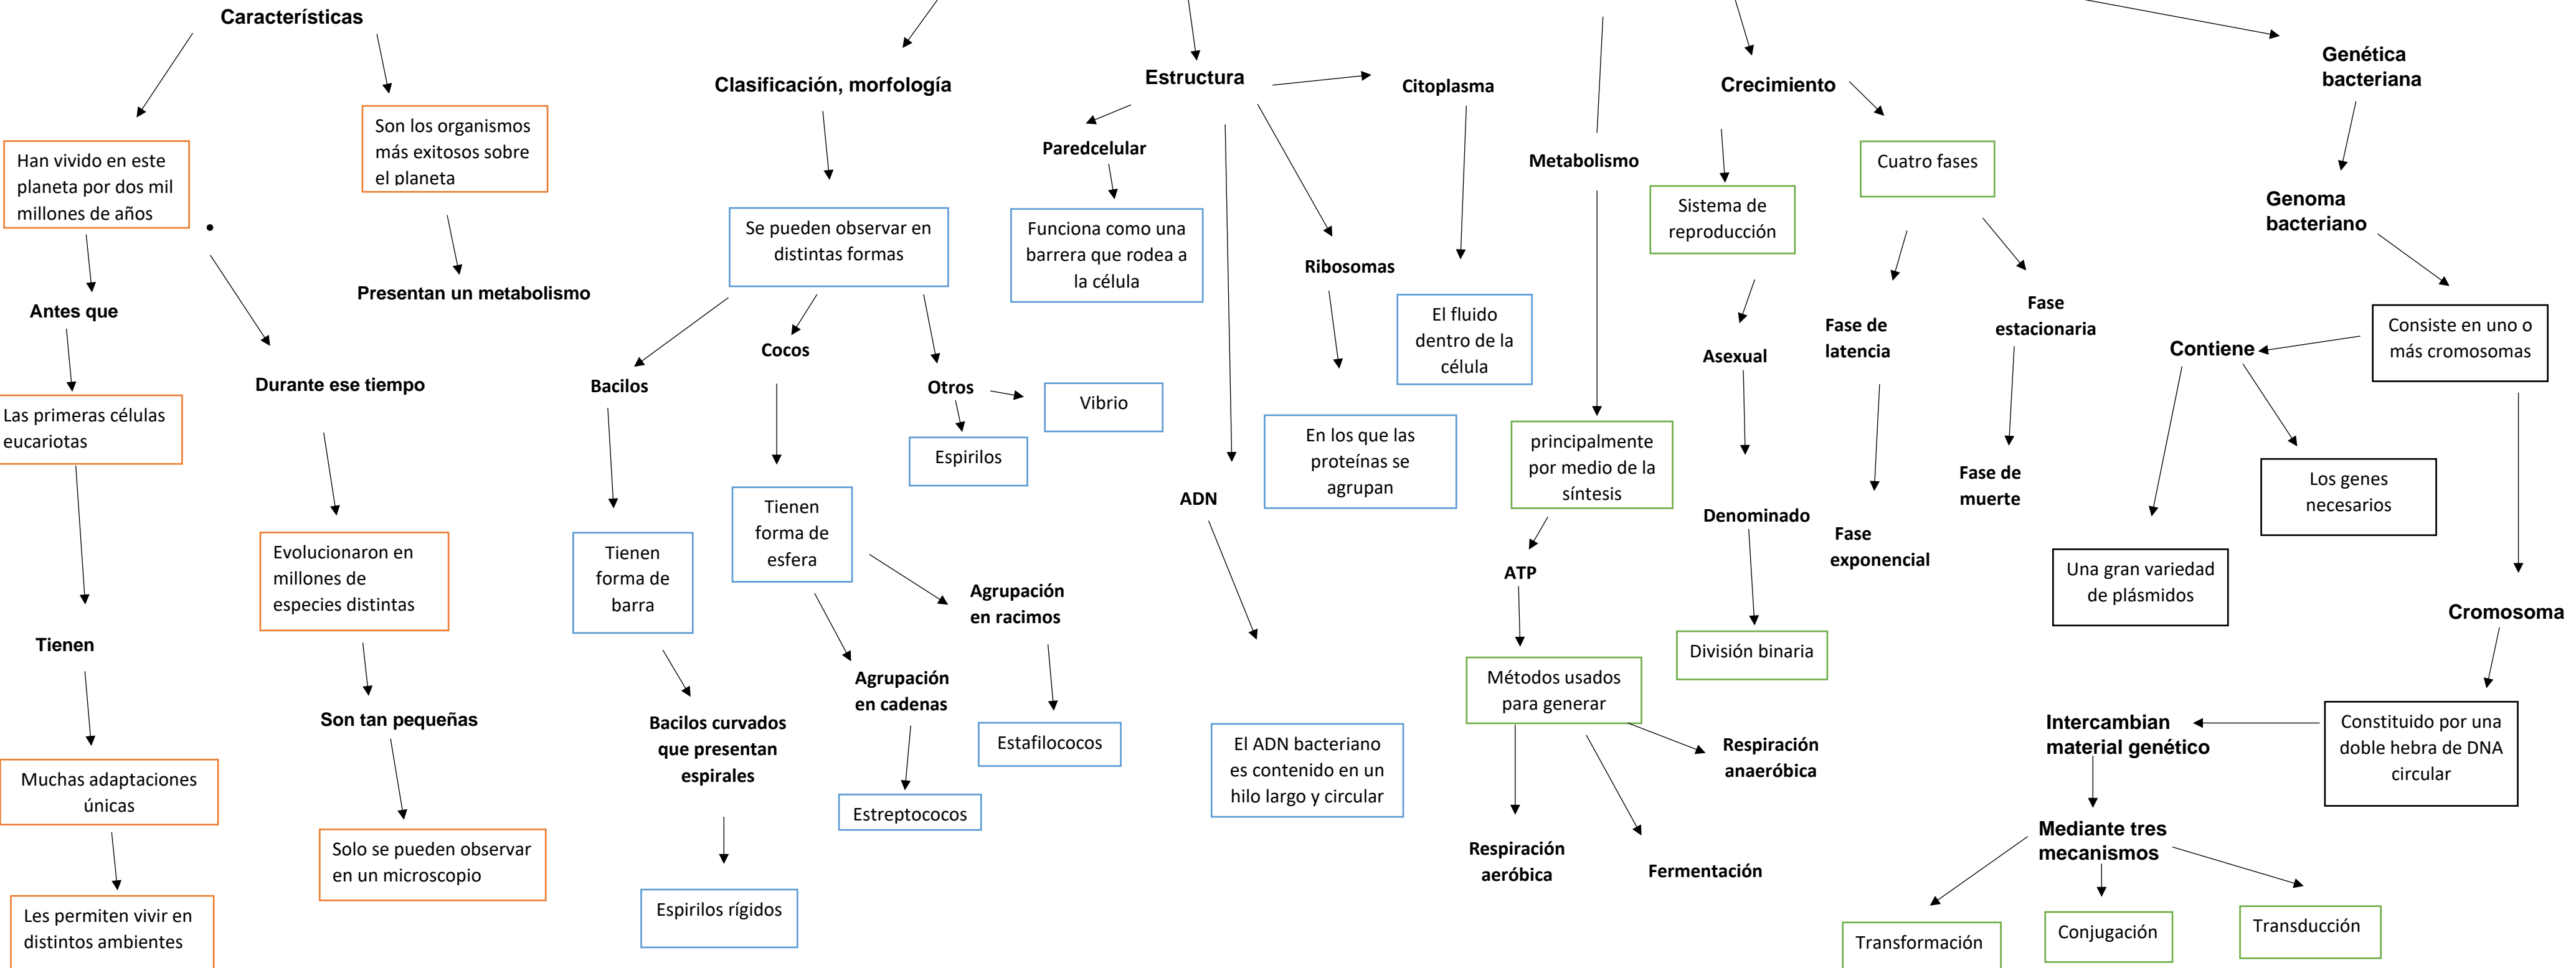 Características
Son los organismos
más exitosos sobre
el planeta
Presentan un metabolismo
Han vivido en este
planeta por dos mil
millones de años
Antes que
Las primeras células
eucariotas
Tienen
Muchas adaptaciones
únicas
Les permiten vivir en
distintos ambientes
Durante ese tiempo
Evolucionaron en
millones de
especies distintas
Son tan pequeñas
Solo se pueden observar
en un microscopio
Clasificación, morfología
Se pueden observar en
distintas formas
Bacilos
Tienen
forma de
barra
Bacilos curvados
que presentan
espirales
Espirilos rígidos
Cocos
Tienen
forma de
esfera
Agrupación
en cadenas
Estreptococos
Agrupación
en racimos
Estafilococos
Otros
Vibrio
Espirilos
Estructura
Paredcelular
Funciona como una
barrera que rodea a
la célula
ADN
El ADN bacteriano
es contenido en un
hilo largo y circular
Ribosomas
En los que las
proteínas se
agrupan
Citoplasma
El fluido
dentro de la
célula
Metabolismo
principalmente
por medio de la
síntesis
ATP
Métodos usados
para generar
Respiración
aeróbica
Fermentación
Respiración
anaeróbica
Crecimiento
Sistema de
reproducción
Asexual
Denominado
División binaria
Cuatro fases
Fase de
latencia
Fase
exponencial
Fase
estacionaria
Fase de
muerte
Genética
bacteriana
Genoma
bacteriano
Consiste en uno o
más cromosomas
Contiene
Los genes
necesarios
Una gran variedad
de plásmidos
Cromosoma
Constituido por una
doble hebra de DNA
circular
Intercambian
material genético
Mediante tres
mecanismos
Transformación
Conjugación
Transducción